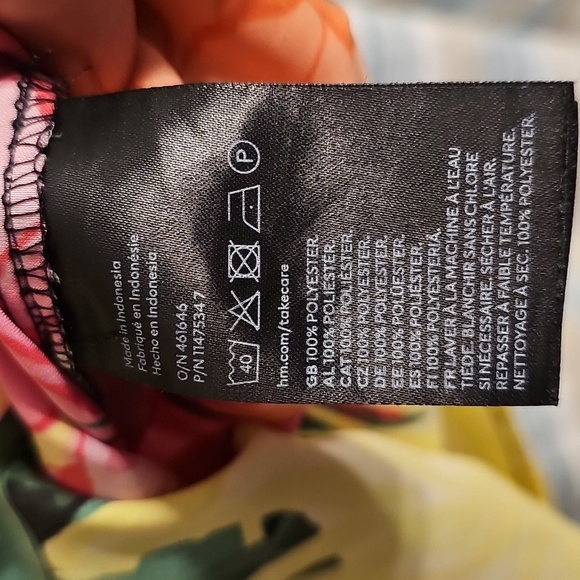 Made in Indonesia
Fabriqué en Indonésie
Hecho en Indonesia
O/N 461646
P/N 11475347
40
P
hm.com/takecare
GB 100% POLYESTER.
AL 100% POLIESTER.
CAT 100% POLIÈSTER.
CZ 100% POLYESTER.
DE 100% POLYESTER.
EE 100% POLÜESTER.
ES 100% POLIÉSTER.
FI 100% POLYESTERIÄ.
FR LAVER À LA MACHINE À L'EAU
TIÈDE. BLANCHIR SANS CHLORE
SI NÉCESSAIRE. SÉCHER À L'AIR.
REPASSER À FAIBLE TEMPÉRATURE.
NETTOYAGE À SEC. 100% POLYESTER.